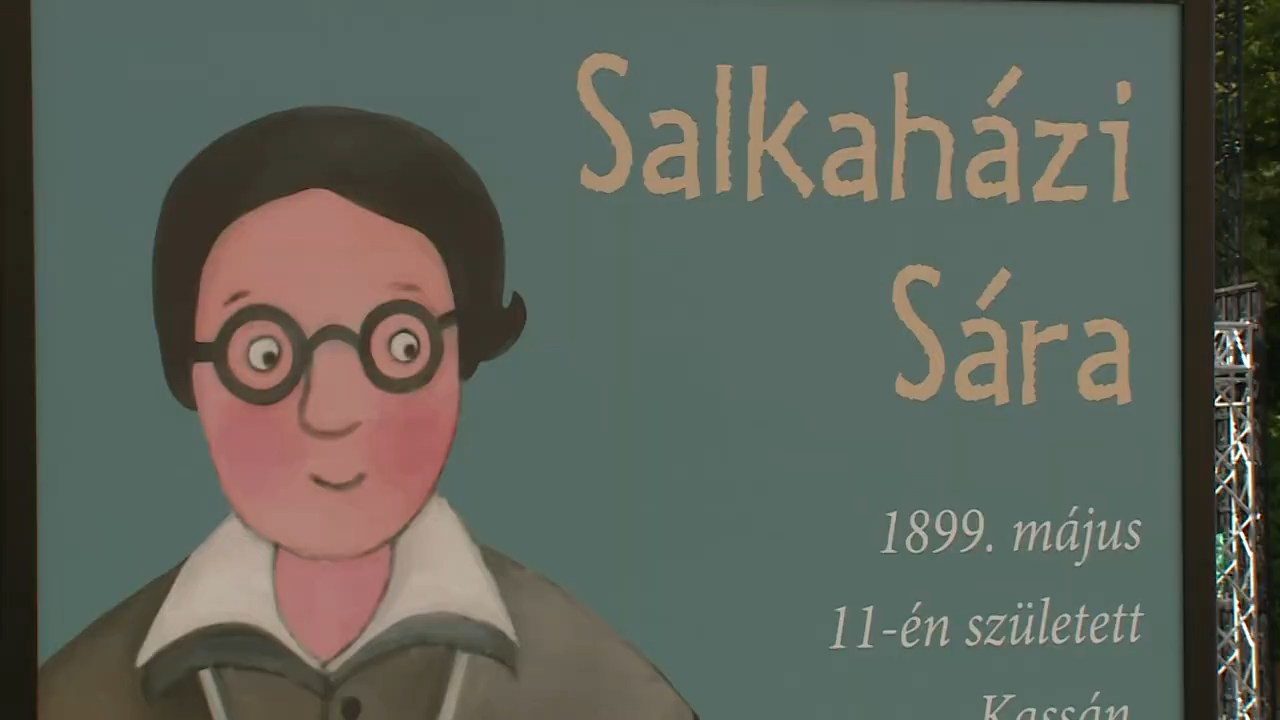 Salkaházi
Sára
1899. május
11-én született
Kassán